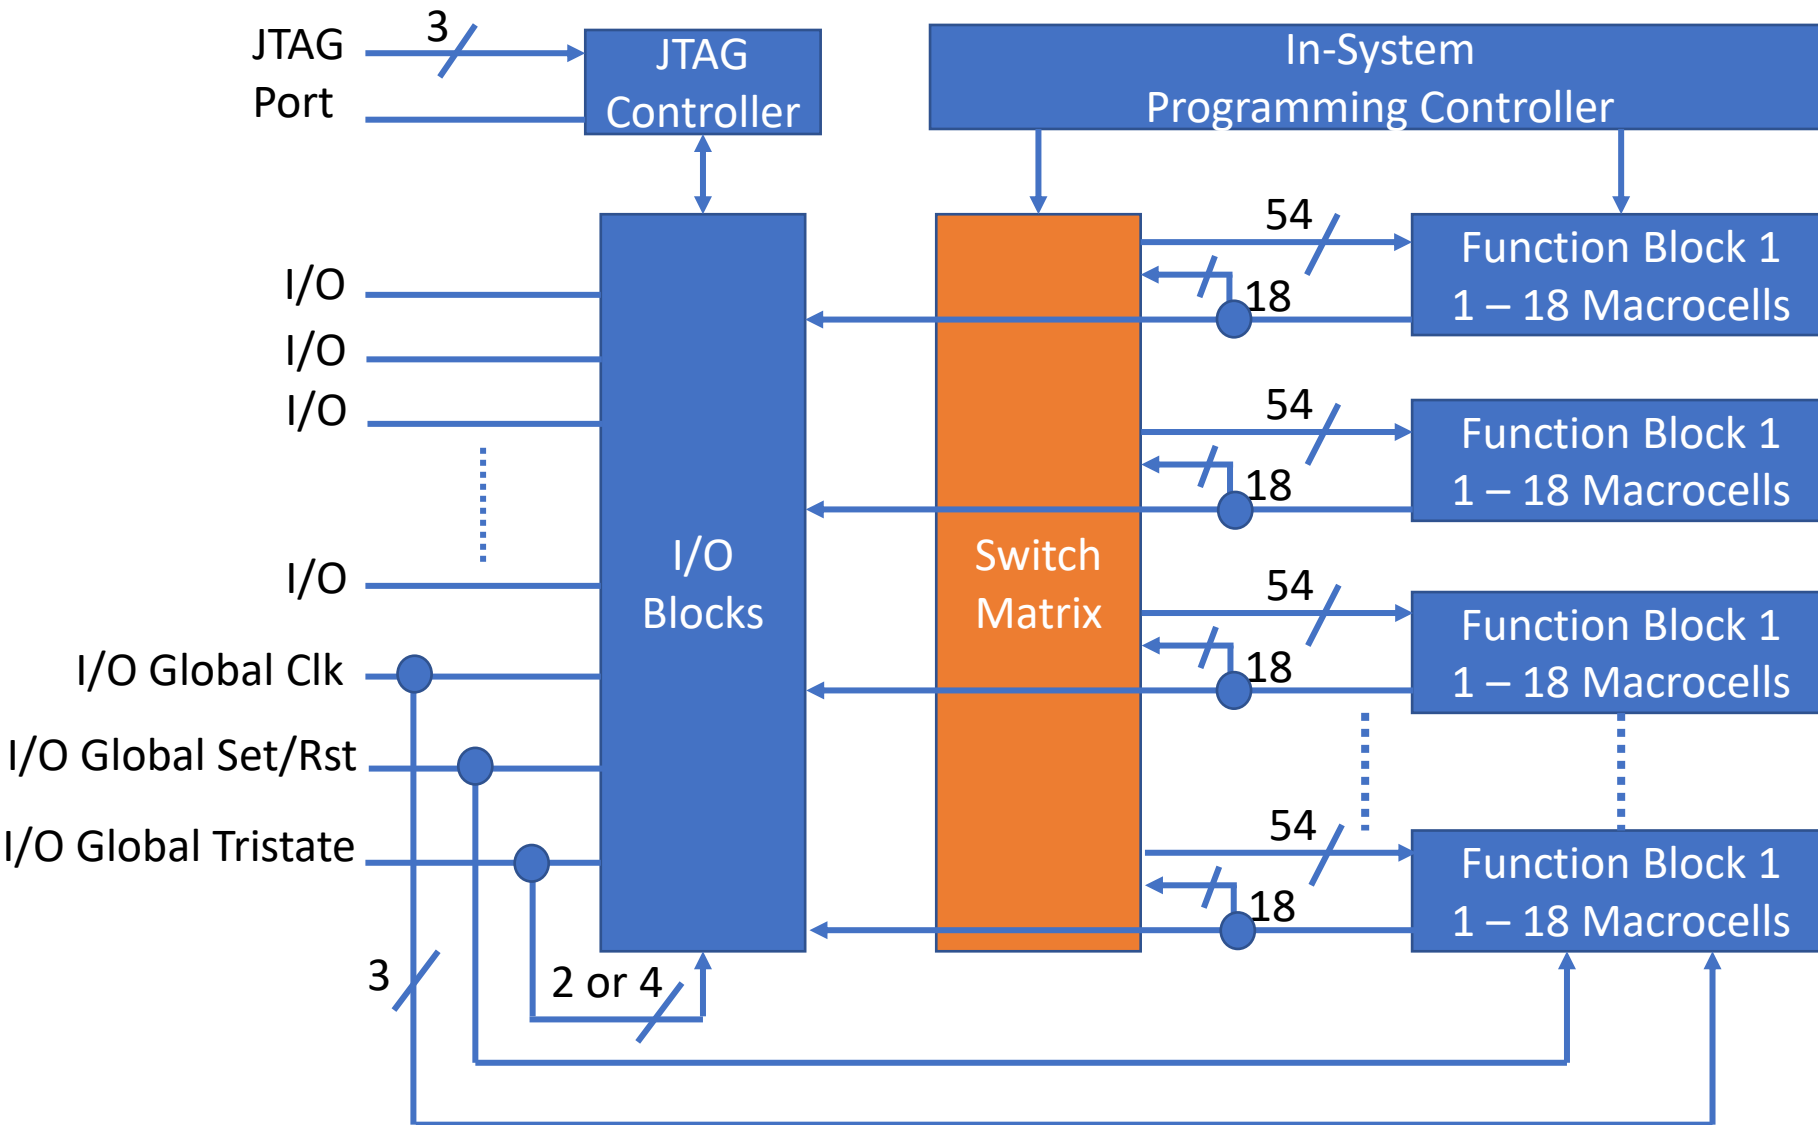 JTAG
Port
3
JTAG
Controller
In-System
Programming Controller
54
18
Function Block 1
1 – 18 Macrocells
I/O
I/O
I/O
54
18
Function Block 1
1 – 18 Macrocells
I/O
I/O
Blocks
Switch
Matrix
54
18
Function Block 1
1 – 18 Macrocells
I/O Global Clk
I/O Global Set/Rst
I/O Global Tristate
54
18
Function Block 1
1 – 18 Macrocells
3
2 or 4